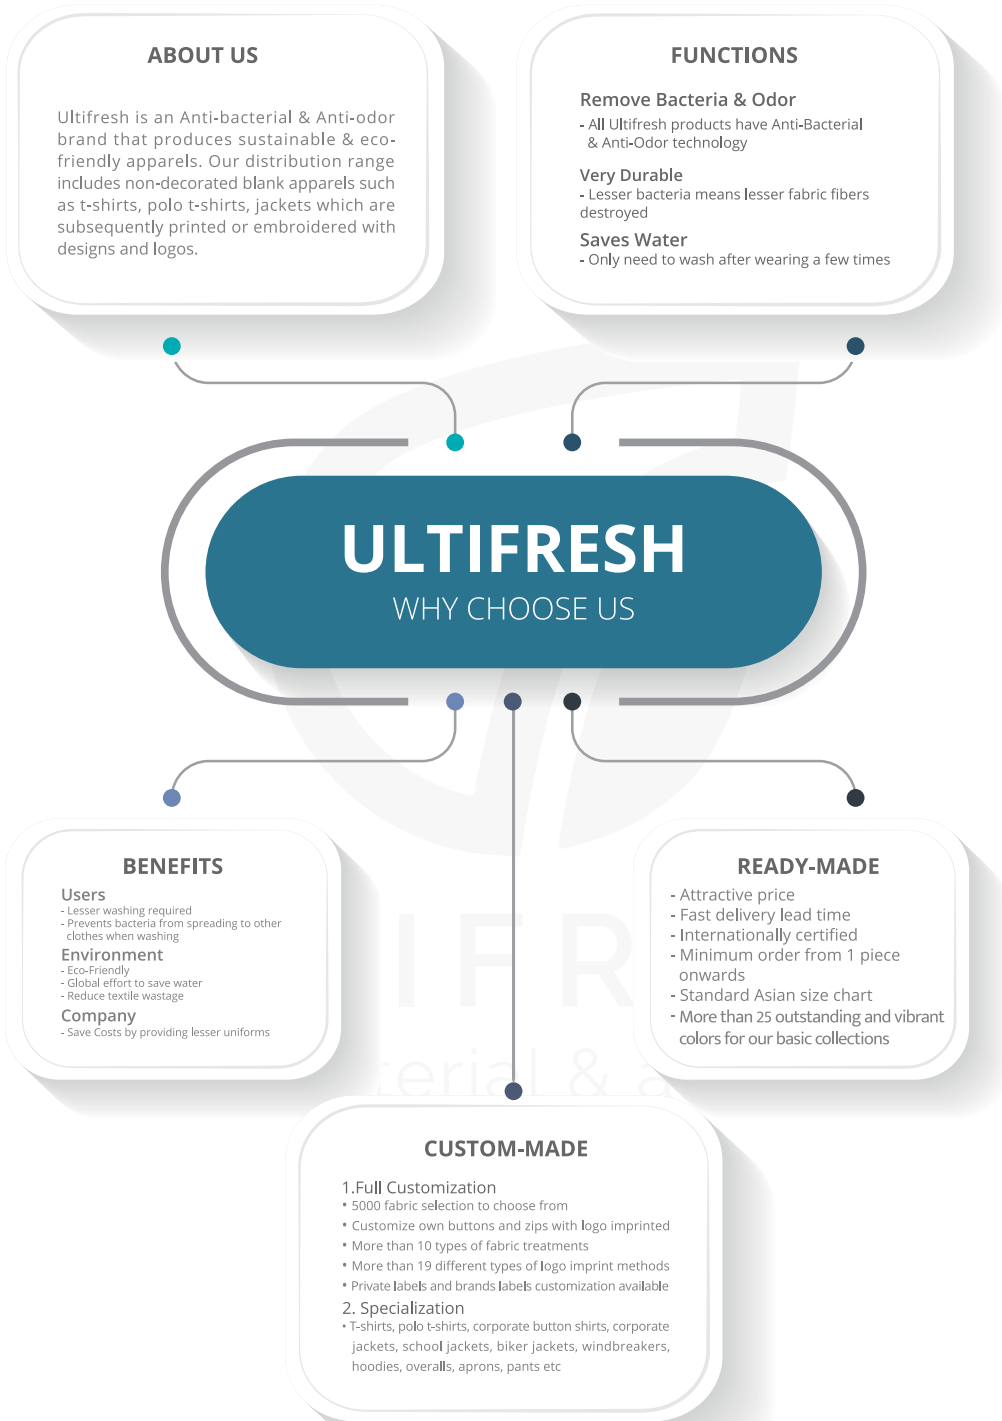 ABOUT US
Ultifresh is an Anti-bacterial & Anti-odor
brand that produces sustainable & eco-
friendly apparels. Our distribution range
includes non-decorated blank apparels such
as t-shirts, polo t-shirts, jackets which are
subsequently printed or embroidered with
designs and logos.
FUNCTIONS
Remove Bacteria & Odor
- All Ultifresh products have Anti-Bacterial
& Anti-Odor technology
Very Durable
- Lesser bacteria means lesser fabric fibers
destroyed
Saves Water
- Only need to wash after wearing a few times
ULTIFRESH
WHY CHOOSE US
BENEFITS
Users
- Lesser washing required
- Prevents bacteria from spreading to other
clothes when washing
Environment
- Eco-Friendly
- Global effort to save water
- Reduce textile wastage
Company
- Save Costs by providing lesser uniforms
READY-MADE
- Attractive price
- Fast delivery lead time
- Internationally certified
- Minimum order from 1 piece
onwards
- Standard Asian size chart
- More than 25 outstanding and vibrant
colors for our basic collections
IFR
terial & a
CUSTOM-MADE
1.Full Customization
• 5000 fabric selection to choose from
• Customize own buttons and zips with logo imprinted
• More than 10 types of fabric treatments
• More than 19 different types of logo imprint methods
• Private labels and brands labels customization available
2. Specialization
• T-shirts, polo t-shirts, corporate button shirts, corporate
jackets, school jackets, biker jackets, windbreakers,
hoodies, overalls, aprons, pants etc